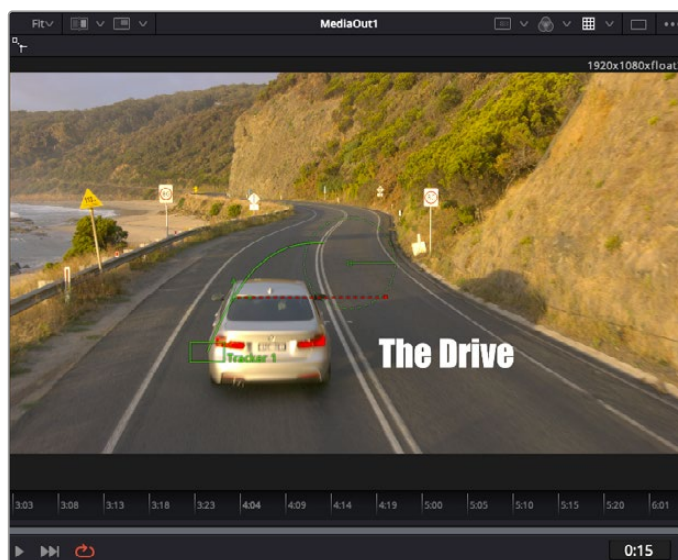 Fit
MediaOut1
1920x1080xfloat
Tracker 1
The Drive
3:03 3:08 3:13 3:18 3:23 4:04 4:09 4:14 4:19 5:00 5:05 5:10 5:15 5:20 6:01
0:15